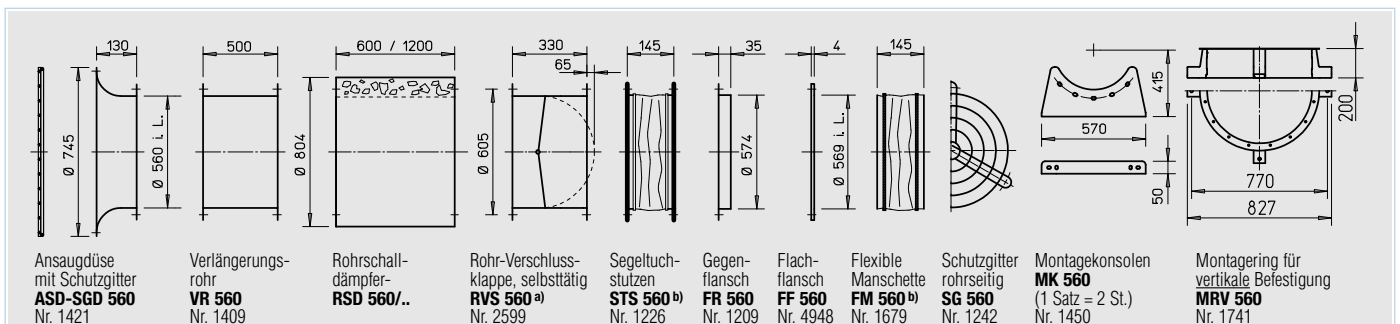 130
500
600 / 1200
330
65
145
35
4
145
Ø 745
Ø 560 i. L.
Ø 804
Ø 605
Ø 574
Ø 569 i. L.
415
570
50
200
770
827
Ansaugdüse
mit Schutzgitter
ASD-SGD 560
Nr. 1421
Verlängerungs-
rohr
VR 560
Nr. 1409
Rohrschall-
dämpfer-
RSD 560/..
Rohr-Verschluss-
klappe, selbsttätig
RVS 560 a)
Nr. 2599
Segeltuch-
stutzen
STS 560 b)
Nr. 1226
Gegen-
flansch
FR 560
Nr. 1209
Flach-
flansch
FF 560
Nr. 4948
Flexible
Manschette
FM 560 b)
Nr. 1679
Schutzgitter
rohrseitig
SG 560
Nr. 1242
Montagekonsolen
MK 560
(1 Satz = 2 St.)
Nr. 1450
Montagering für
vertikale Befestigung
MRV 560
Nr. 1741